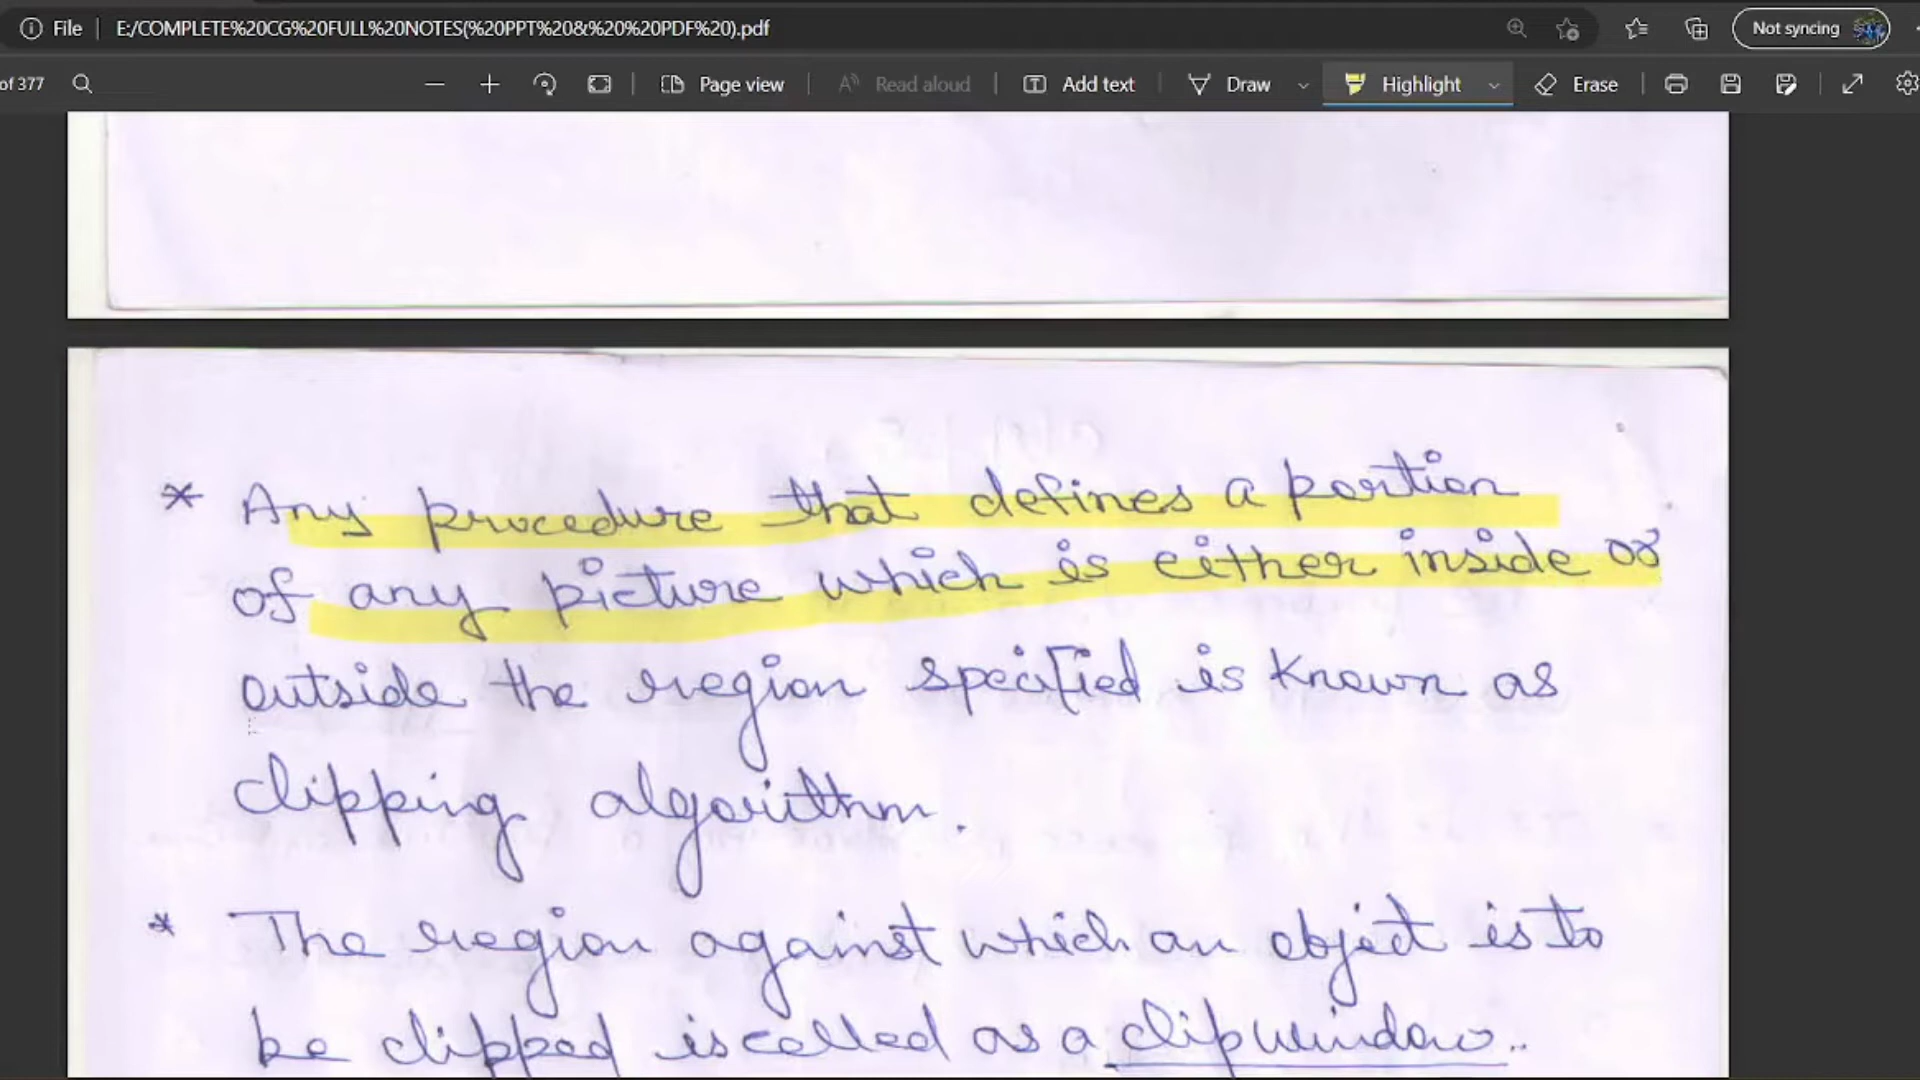 File E:/COMPLETE%20CG%20FULL%20NOTES(%20PPT%20&%20%20PDF%20).pdf Not syncing
of 377 Page view Read aloud Add text Draw Highlight Erase
* Any procedure that defines a portion
of any picture which is either inside or
outside the region specified is known as
clipping algorithm.
* The region against which an object is to
be clipped is called as a clip window..